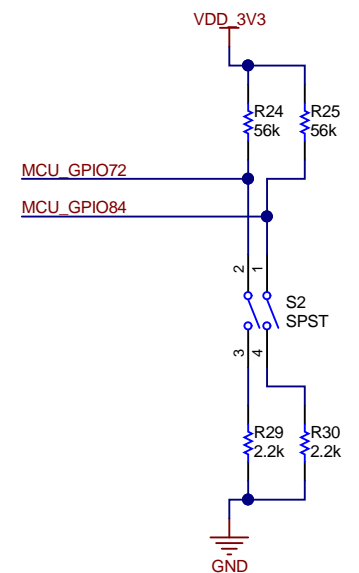 VDD_3V3
R24
56k
R25
56k
MCU_GPIO72
MCU_GPIO84
2
1
S2
SPST
3
4
R29
2.2k
R30
2.2k
GND